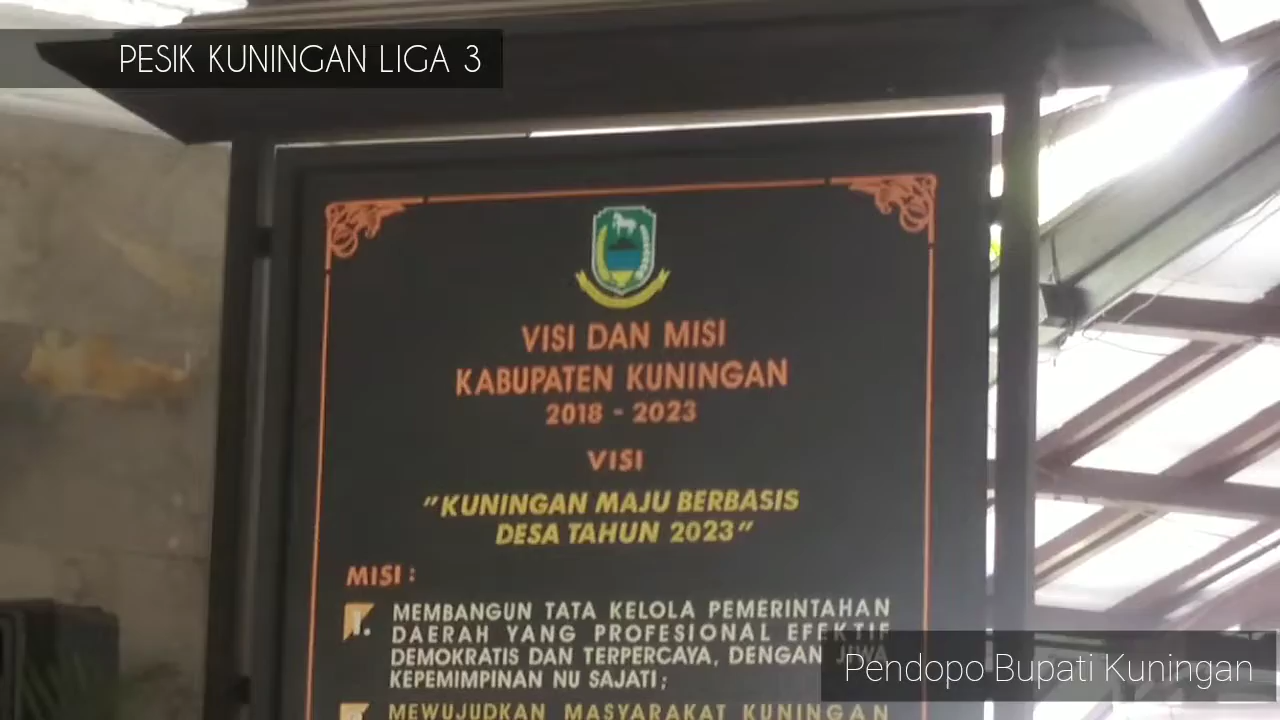 PESIK KUNINGAN LIGA 3
VISI DAN MISI
KABUPATEN KUNINGAN
2018 - 2023
VISI
"KUNINGAN MAJU BERBASIS
DESA TAHUN 2023"
MISI :
1. MEMBANGUN TATA KELOLA PEMERINTAHAN
DAERAH YANG PROFESIONAL EFEKTIF
DEMOKRATIS DAN TERPERCAYA, DENGAN JIWA
KEPEMIMPINAN NU SAJATI;
MEWUJUDKAN MASYARAKAT KUNINGAN
Pendopo Bupati Kuningan